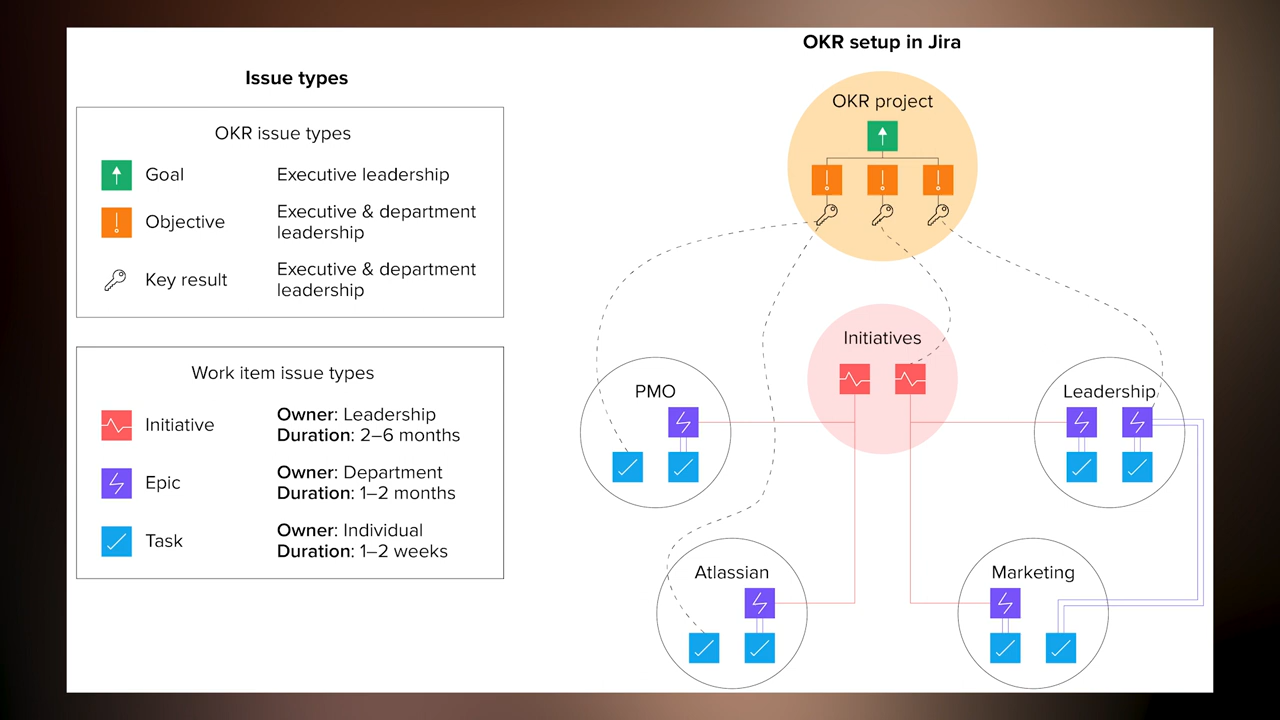 OKR setup in Jira
Issue types
OKR issue types
Goal
Executive leadership
Objective
Executive & department
leadership
Key result
Executive & department
leadership
Work item issue types
Initiative
Owner: Leadership
Duration: 2–6 months
Epic
Owner: Department
Duration: 1–2 months
Task
Owner: Individual
Duration: 1–2 weeks
OKR project
Initiatives
PMO
Leadership
Atlassian
Marketing